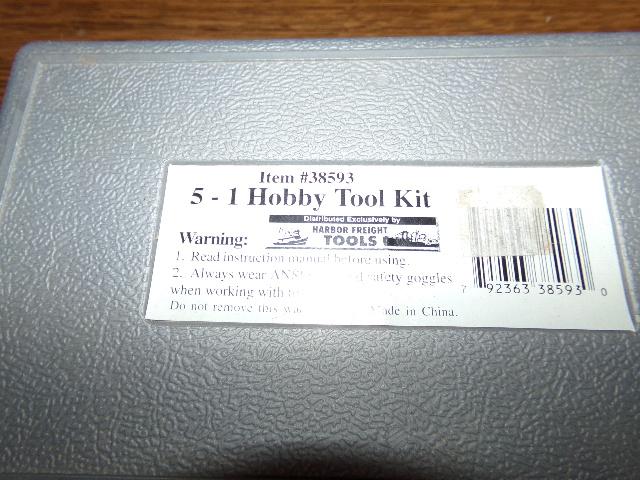 Item #38593
5 - 1 Hobby Tool Kit
Distributed Exclusively by
HARBOR FREIGHT
TOOLS
Warning:
1. Read instruction manual before using.
2. Always wear safety goggles
when working with
Do not remove this Made in China.
7 92363 38593 0